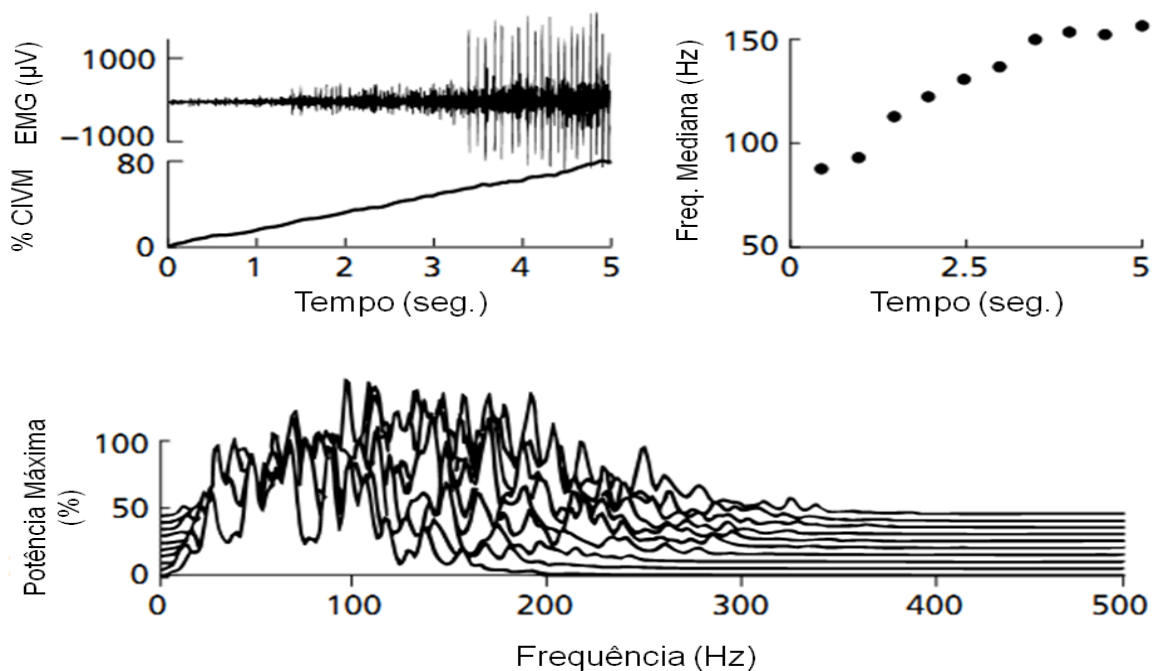 EMG (µV)
1000
−1000
% CIVM
80
0
0 1 2 3 4 5
Tempo (seg.)
Freq. Mediana (Hz)
150
100
50
0 2.5 5
Tempo (seg.)
Potência Máxima
(%)
100
50
0
0 100 200 300 400 500
Frequência (Hz)